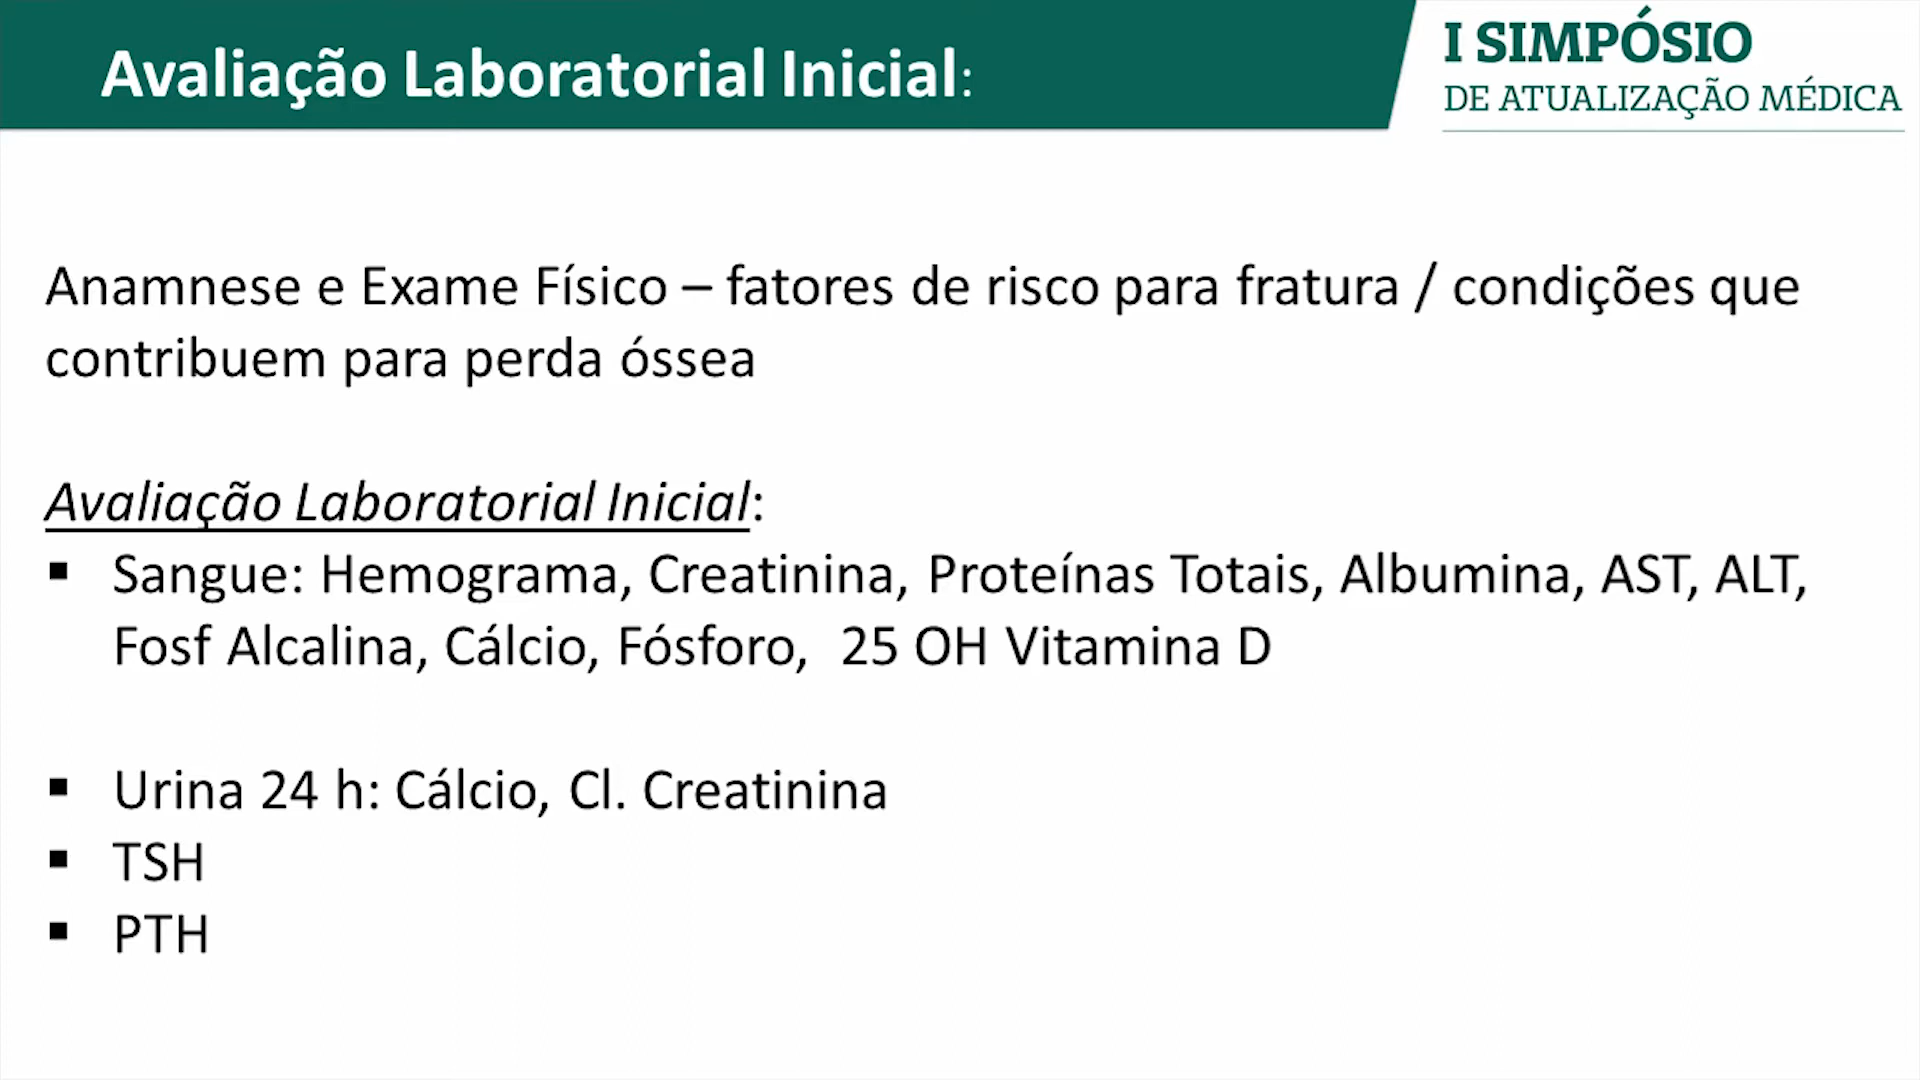 Avaliação Laboratorial Inicial:
I SIMPÓSIO
DE ATUALIZAÇÃO MÉDICA
Anamnese e Exame Físico – fatores de risco para fratura / condições que
contribuem para perda óssea
Avaliação Laboratorial Inicial:
▪ Sangue: Hemograma, Creatinina, Proteínas Totais, Albumina, AST, ALT,
Fosf Alcalina, Cálcio, Fósforo,  25 OH Vitamina D
▪ Urina 24 h: Cálcio, Cl. Creatinina
▪ TSH
▪ PTH